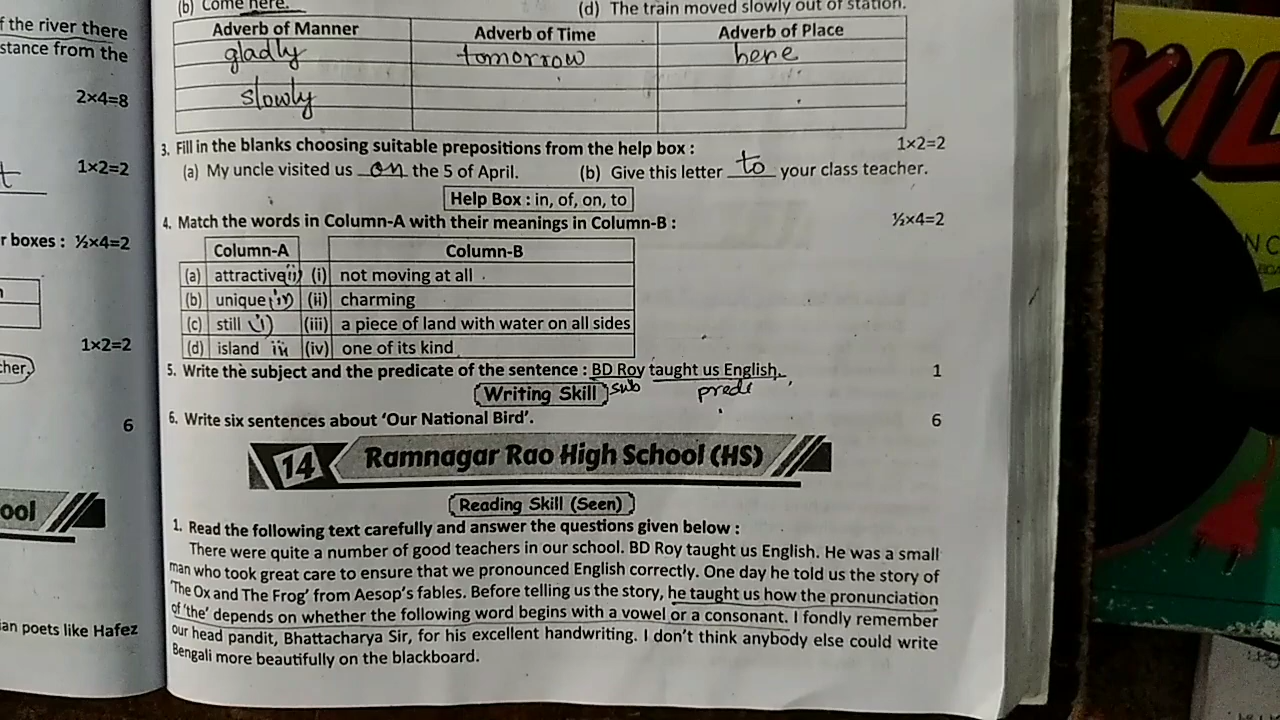 f the river there
stance from the
2×4=8
t 1×2=2
r boxes : ½×4=2
1×2=2
cher,
6
ool
ian poets like Hafez
(b) Come here. (d) The train moved slowly out of station.
Adverb of Manner Adverb of Time Adverb of Place
gladly tomorrow here
slowly
3. Fill in the blanks choosing suitable prepositions from the help box : 1×2=2
(a) My uncle visited us on the 5 of April. (b) Give this letter to your class teacher.
Help Box : in, of, on, to
4. Match the words in Column-A with their meanings in Column-B : ½×4=2
Column-A Column-B
(a) attractive (ii) (i) not moving at all
(b) unique (iv) (ii) charming
(c) still (i) (iii) a piece of land with water on all sides
(d) island iii (iv) one of its kind
5. Write the subject and the predicate of the sentence : BD Roy taught us English. 1
sub prede
Writing Skill
6. Write six sentences about ‘Our National Bird’. 6
14 Ramnagar Rao High School (HS)
Reading Skill (Seen)
1. Read the following text carefully and answer the questions given below :
There were quite a number of good teachers in our school. BD Roy taught us English. He was a small
man who took great care to ensure that we pronounced English correctly. One day he told us the story of
‘The Ox and The Frog’ from Aesop’s fables. Before telling us the story, he taught us how the pronunciation
of ‘the’ depends on whether the following word begins with a vowel or a consonant. I fondly remember
our head pandit, Bhattacharya Sir, for his excellent handwriting. I don’t think anybody else could write
Bengali more beautifully on the blackboard.
KID
N C